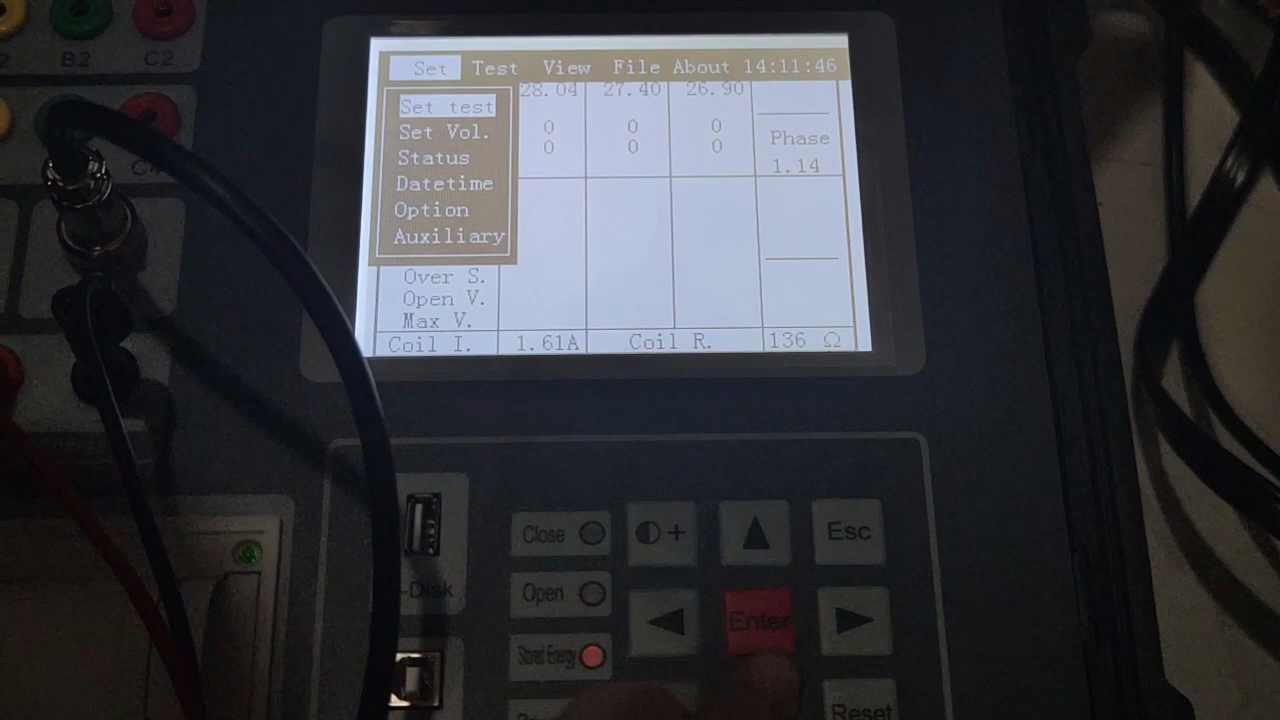 B2 C2
Set Test View File About 14:11:46
Set test
Set Vol.
Status
Datetime
Option
Auxiliary
28.04 27.40 26.90
0 0 0
0 0 0
Phase
1.14
Over S.
Open V.
Max V.
Coil I. 1.61A Coil R. 136 Ω
Close
Open
Stored Energy
-Disk
+
Esc
Enter
Reset